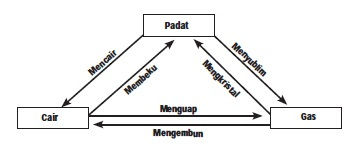 Padat
Mencair
Membeku
Mengkristal
Menyublim
Cair
Menguap
Gas
Mengembun